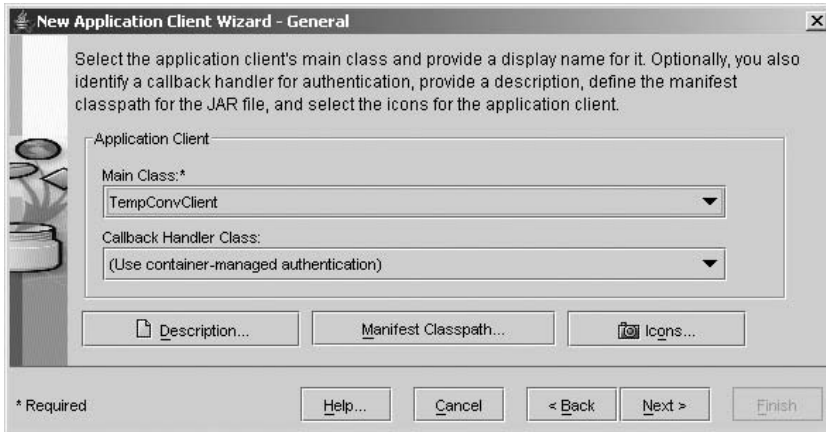 New Application Client Wizard - General
Select the application client's main class and provide a display name for it. Optionally, you also
identify a callback handler for authentication, provide a description, define the manifest
classpath for the JAR file, and select the icons for the application client.
Application Client
Main Class:*
TempConvClient
Callback Handler Class:
(Use container-managed authentication)
Description... Manifest Classpath... Icons...
* Required Help... Cancel < Back Next > Finish